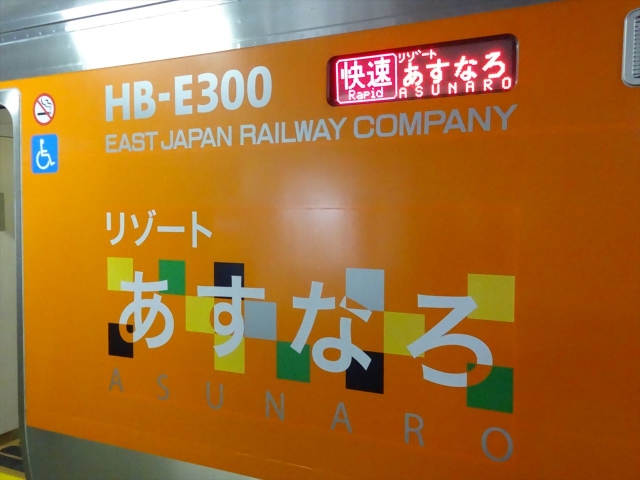 HB-E300
EAST JAPAN RAILWAY COMPANY
快速 リゾート
あすなろ
Rapid ASUNARO
リゾート
あすなろ
ASUNARO